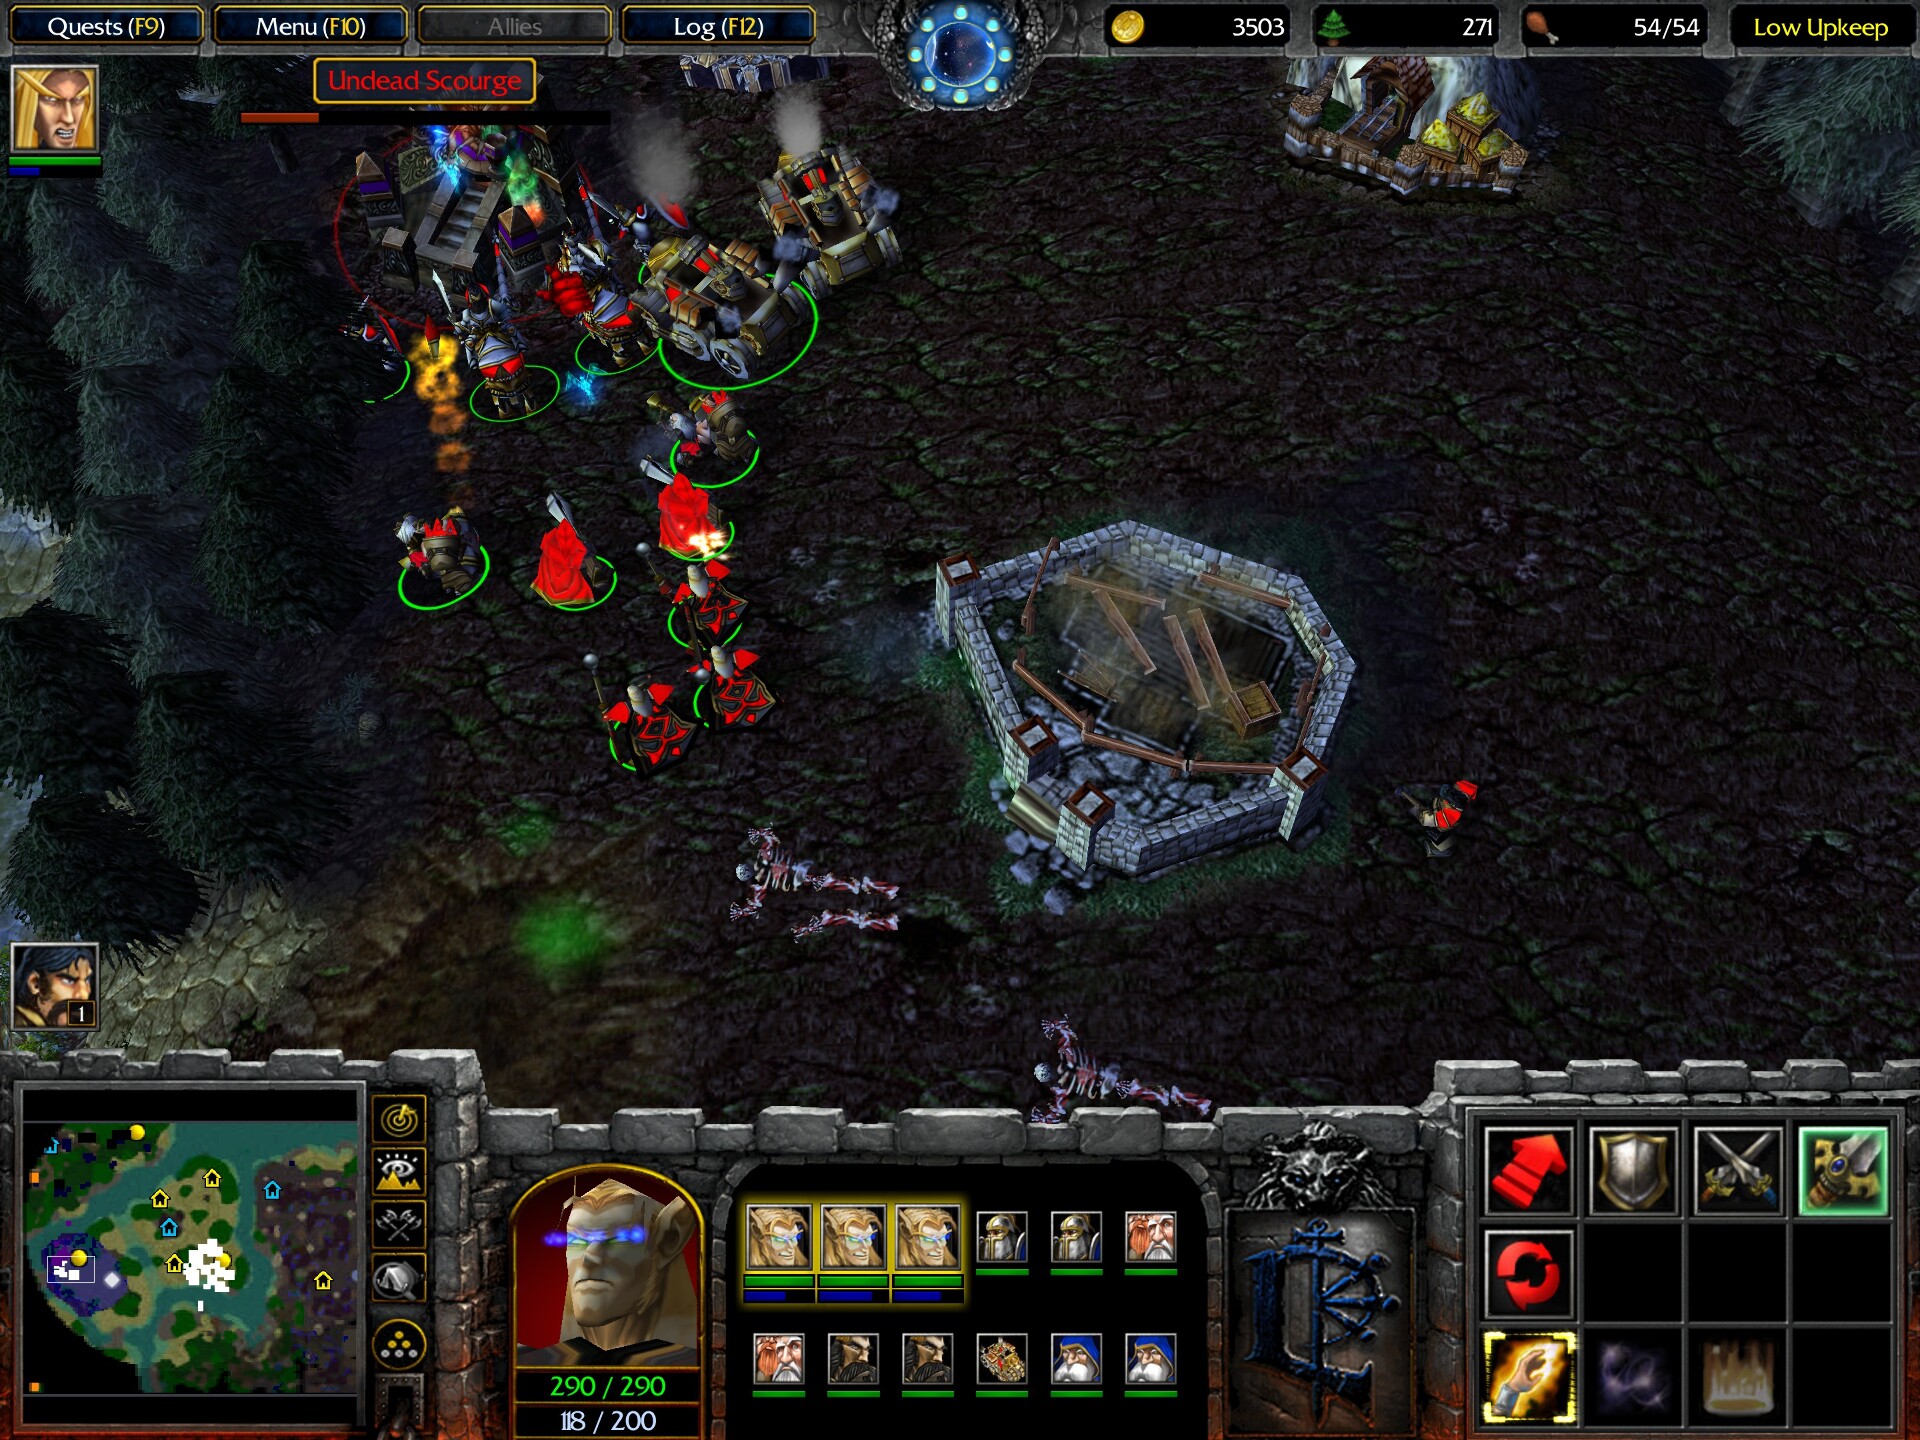 Quests (F9)
Menu (F10)
Allies
Log (F12)
3503
271
54/54
Low Upkeep
Undead Scourge
1
290 / 290
118 / 200